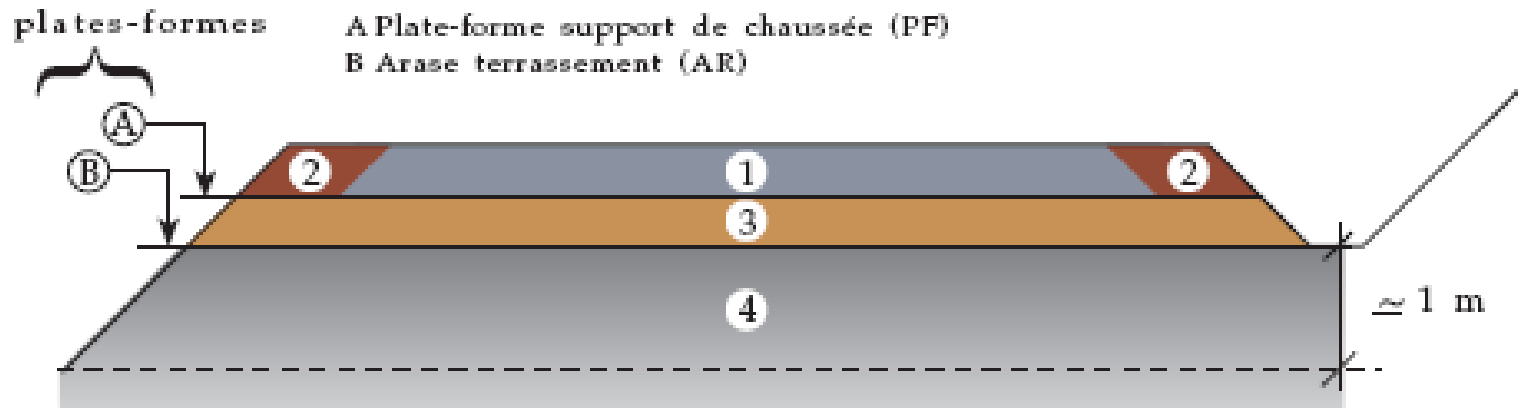 plates-formes
A Plate-forme support de chaussée (PF)
B Arase terrassement (AR)
A
B
2
1
2
3
4
≃ 1 m